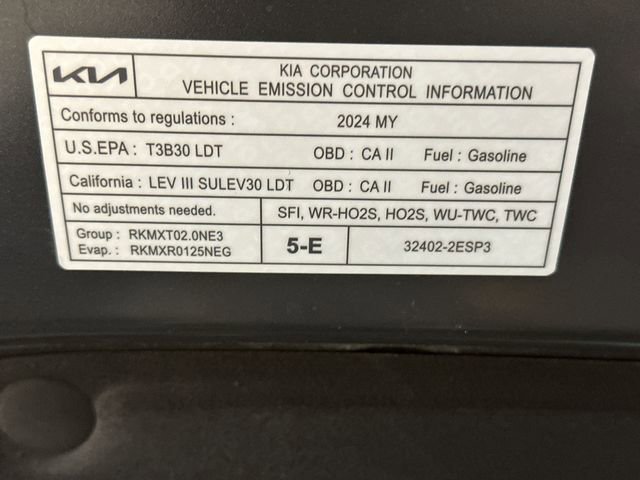 KIA
KIA CORPORATION
VEHICLE EMISSION CONTROL INFORMATION
Conforms to regulations : 2024 MY
U.S.EPA : T3B30 LDT OBD : CA II Fuel : Gasoline
California : LEV III SULEV30 LDT OBD : CA II Fuel : Gasoline
No adjustments needed. SFI, WR-HO2S, HO2S, WU-TWC, TWC
Group : RKMXT02.0NE3
Evap. : RKMXR0125NEG
5-E
32402-2ESP3